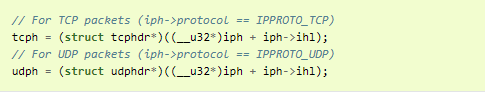 // For TCP packets (iph->protocol == IPPROTO_TCP)
tcph = (struct tcphdr*)((__u32*)iph + iph->ihl);
// For UDP packets (iph->protocol == IPPROTO_UDP)
udph = (struct udphdr*)((__u32*)iph + iph->ihl);